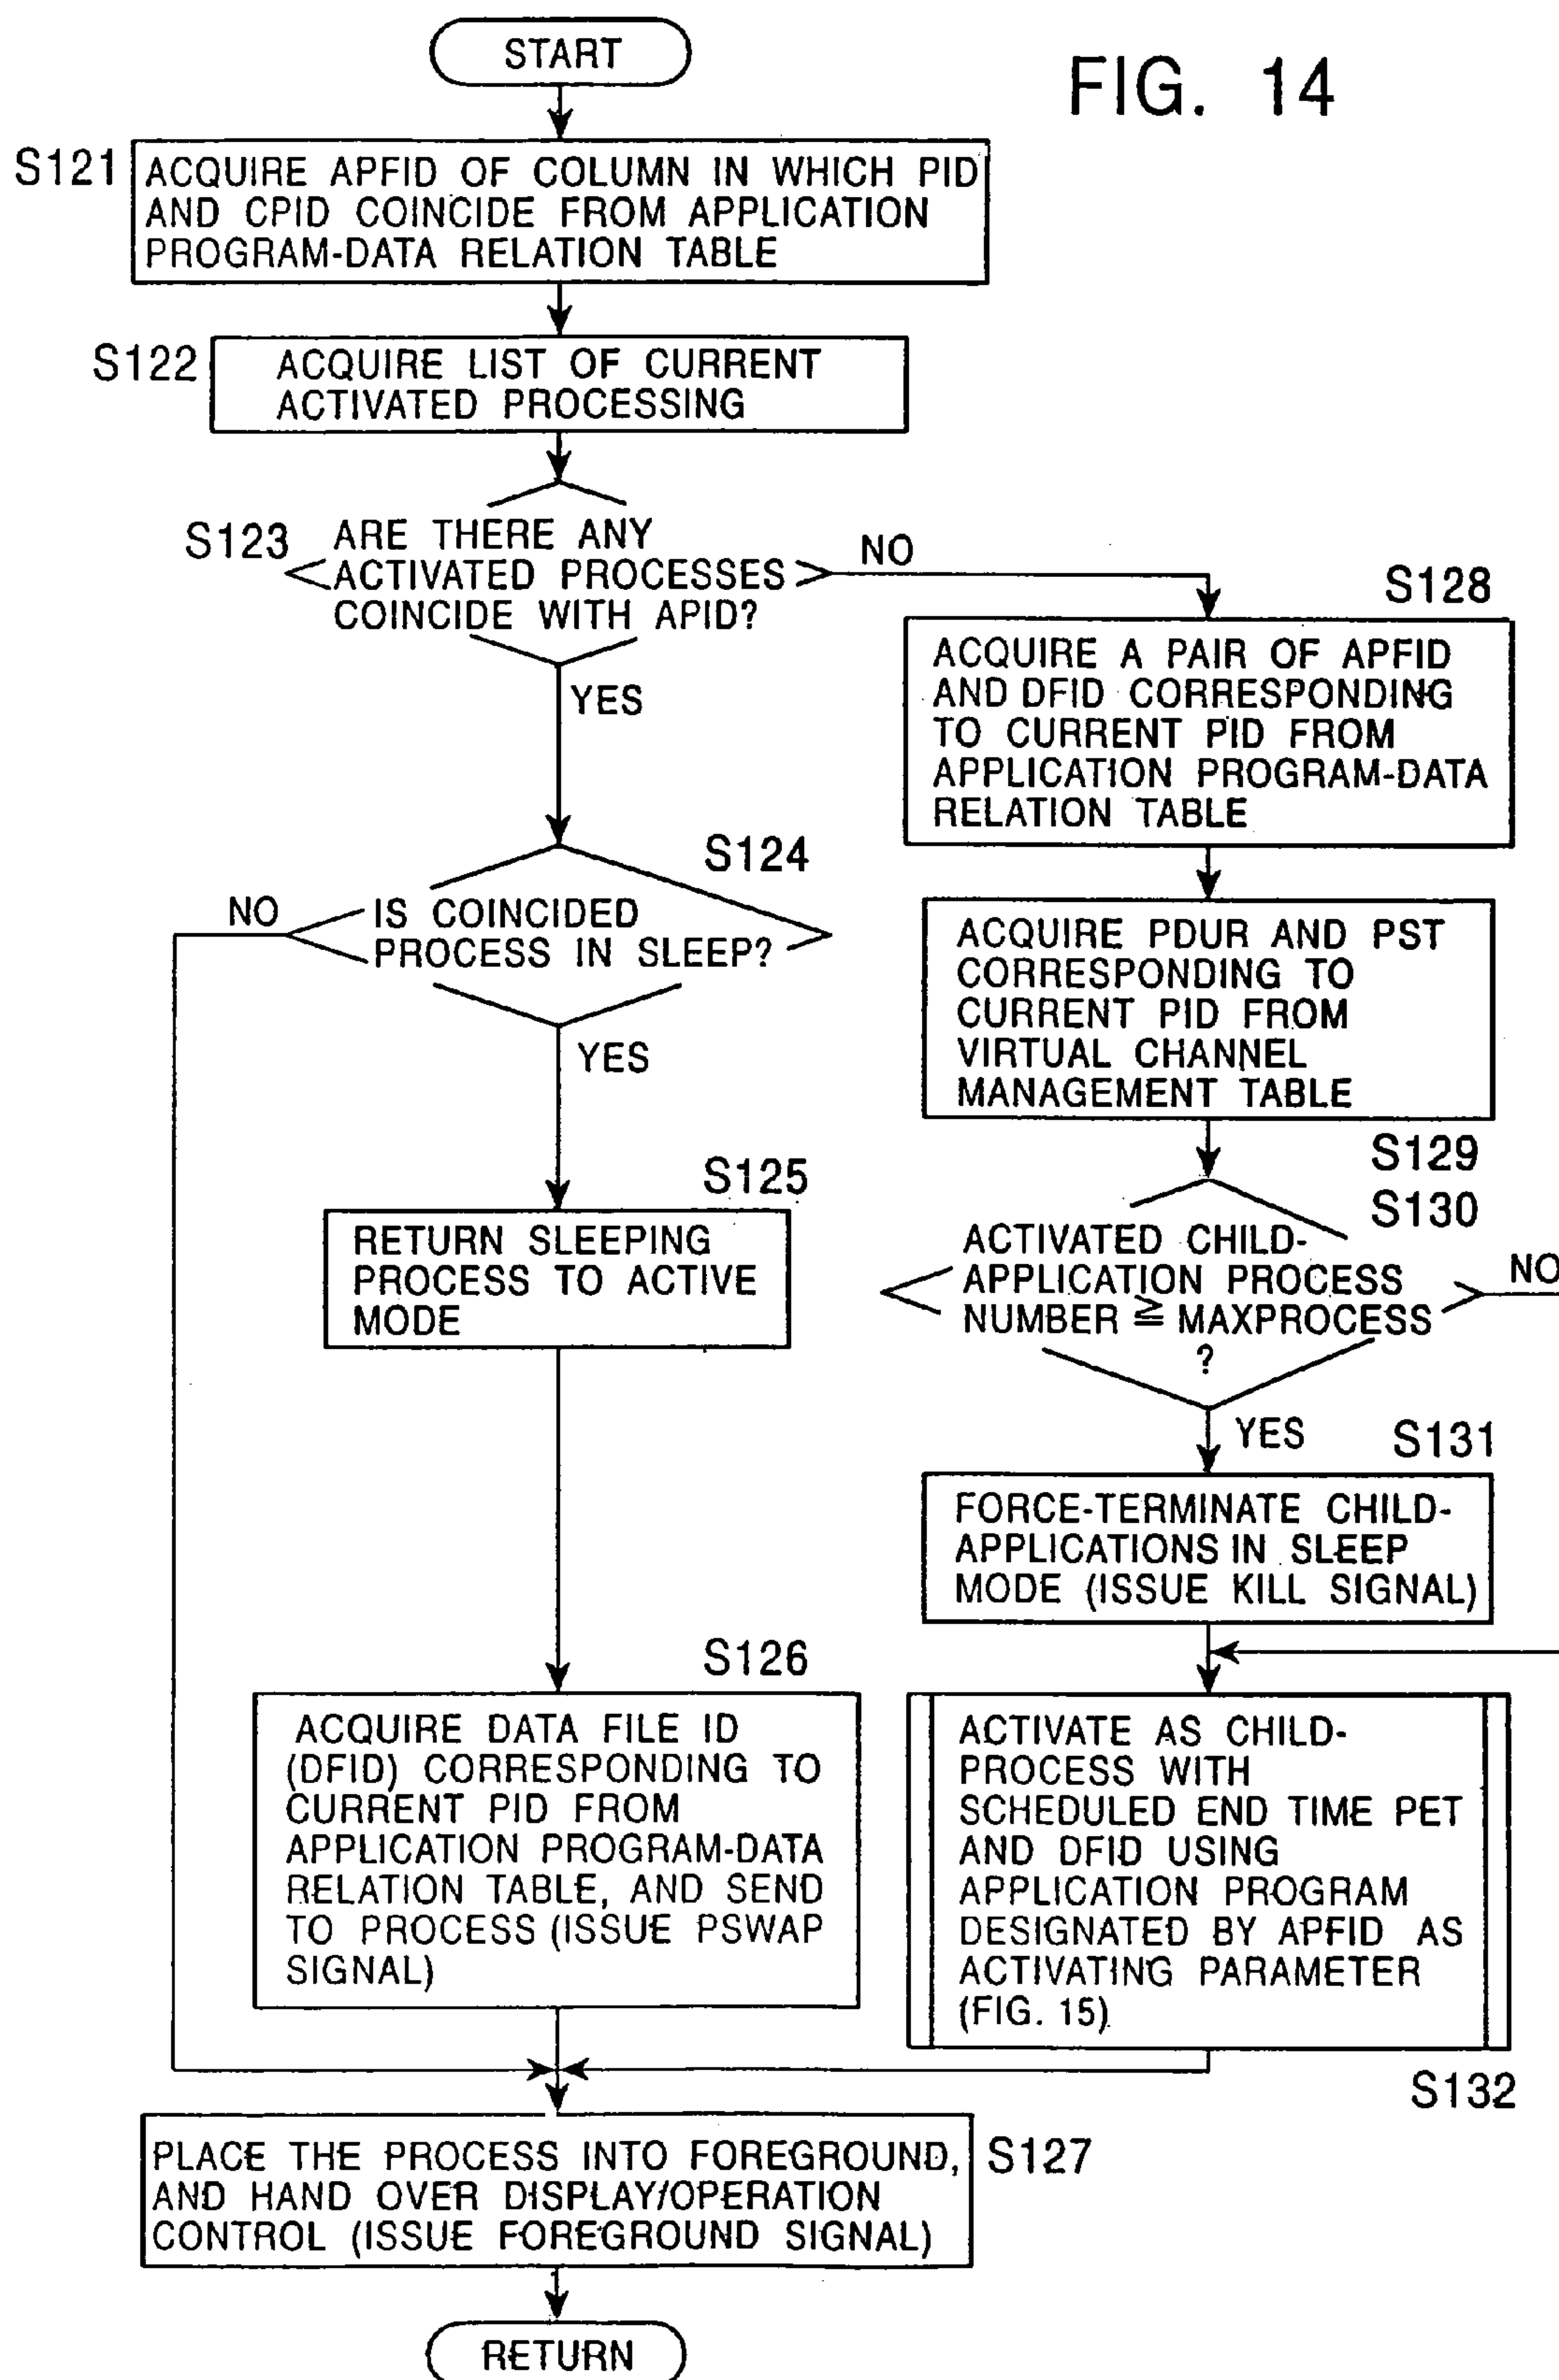 START
FIG. 14
S121
ACQUIRE APFID OF COLUMN IN WHICH PID
AND CPID COINCIDE FROM APPLICATION
PROGRAM-DATA RELATION TABLE
S122
ACQUIRE LIST OF CURRENT
ACTIVATED PROCESSING
S123
ARE THERE ANY
ACTIVATED PROCESSES
COINCIDE WITH APID?
NO
YES
S124
NO
IS COINCIDED
PROCESS IN SLEEP?
YES
S125
RETURN SLEEPING
PROCESS TO ACTIVE
MODE
S126
ACQUIRE DATA FILE ID
(DFID) CORRESPONDING TO
CURRENT PID FROM
APPLICATION PROGRAM-DATA
RELATION TABLE, AND SEND
TO PROCESS (ISSUE PSWAP
SIGNAL)
S128
ACQUIRE A PAIR OF APFID
AND DFID CORRESPONDING
TO CURRENT PID FROM
APPLICATION PROGRAM-DATA
RELATION TABLE
ACQUIRE PDUR AND PST
CORRESPONDING TO
CURRENT PID FROM
VIRTUAL CHANNEL
MANAGEMENT TABLE
S129
S130
ACTIVATED CHILD-
APPLICATION PROCESS
NUMBER ≧ MAXPROCESS
?
NO
YES
S131
FORCE-TERMINATE CHILD-
APPLICATIONS IN SLEEP
MODE (ISSUE KILL SIGNAL)
ACTIVATE AS CHILD-
PROCESS WITH
SCHEDULED END TIME PET
AND DFID USING
APPLICATION PROGRAM
DESIGNATED BY APFID AS
ACTIVATING PARAMETER
(FIG. 15)
S132
PLACE THE PROCESS INTO FOREGROUND,
AND HAND OVER DISPLAY/OPERATION
CONTROL (ISSUE FOREGROUND SIGNAL)
S127
RETURN